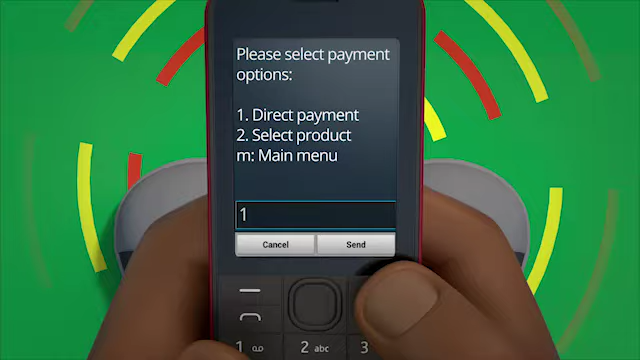 Please select payment
options:
1. Direct payment
2. Select product
m: Main menu
1
Cancel
Send
1
2 abc
3